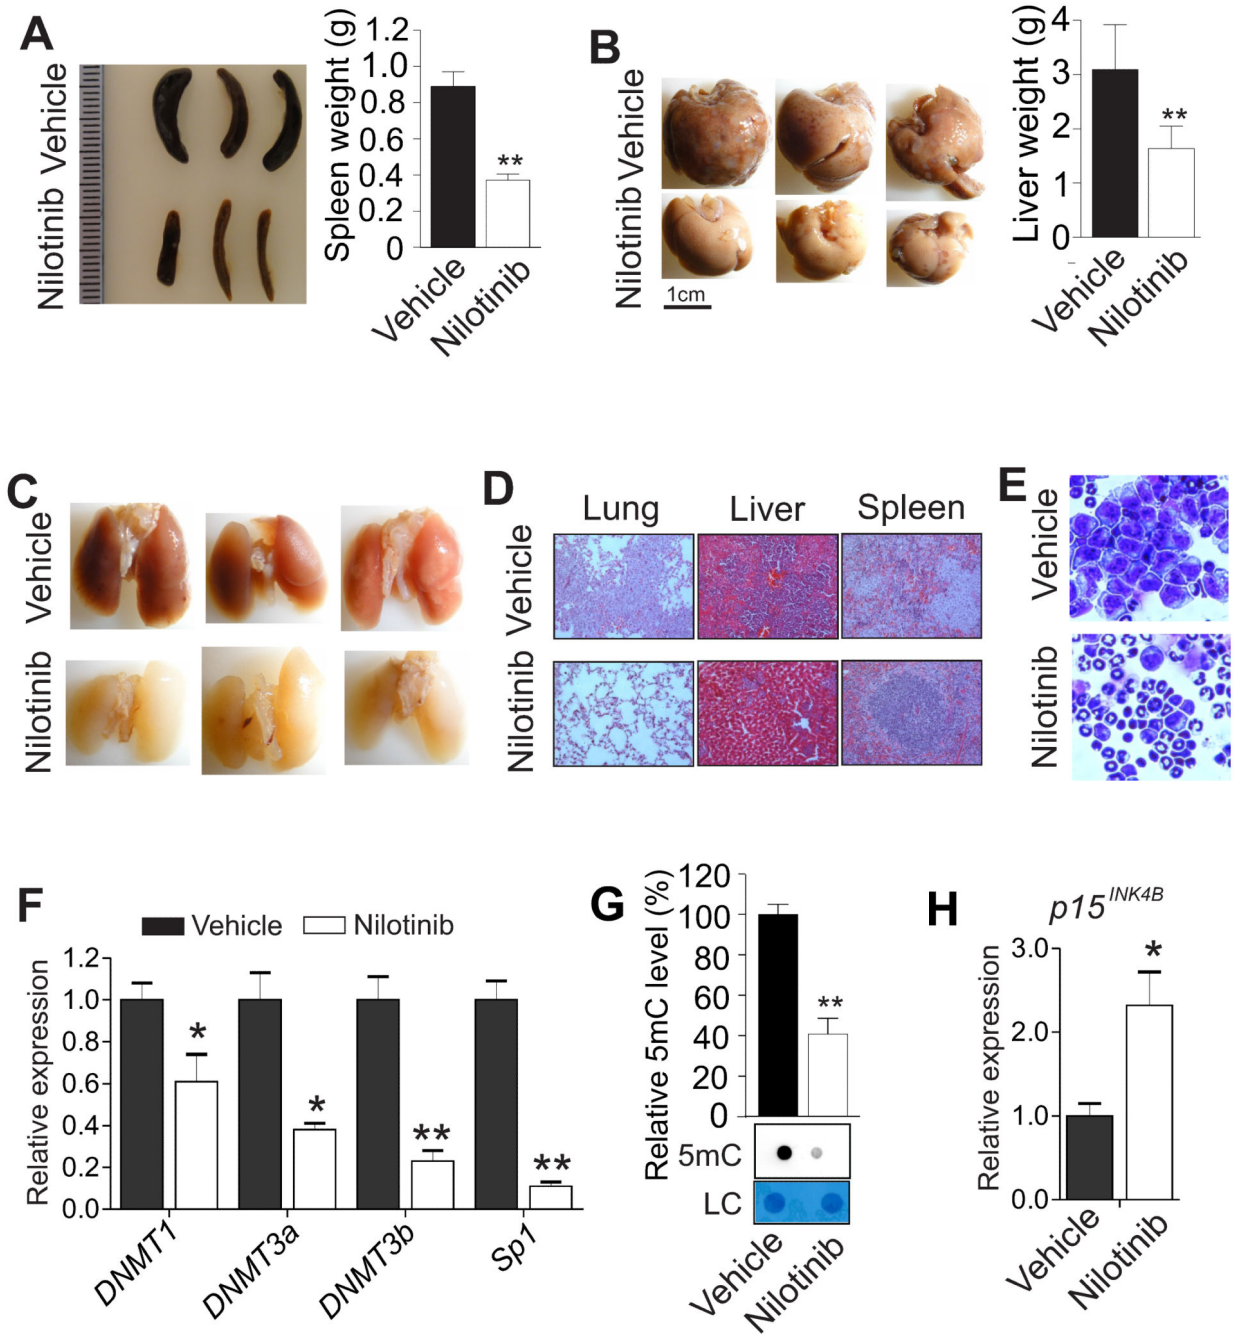 A
Vehicle
Nilotinib
Spleen weight (g)
1.2
1.0
0.8
0.6
0.4
0.2
0
**
Vehicle
Nilotinib
B
Vehicle
Nilotinib
1cm
Liver weight (g)
4
3
2
1
0
**
Vehicle
Nilotinib
C
Vehicle
Nilotinib
D
Lung Liver Spleen
Vehicle
Nilotinib
E
Vehicle
Nilotinib
F
Vehicle Nilotinib
Relative expression
1.2
1.0
0.8
0.6
0.4
0.2
0.0
*
*
**
**
DNMT1
DNMT3a
DNMT3b
Sp1
G
Relative 5mC level (%)
120
100
80
60
40
20
0
**
5mC
LC
Vehicle
Nilotinib
H
p15 INK4B
Relative expression
3.0
2.0
1.0
0.0
*
Vehicle
Nilotinib